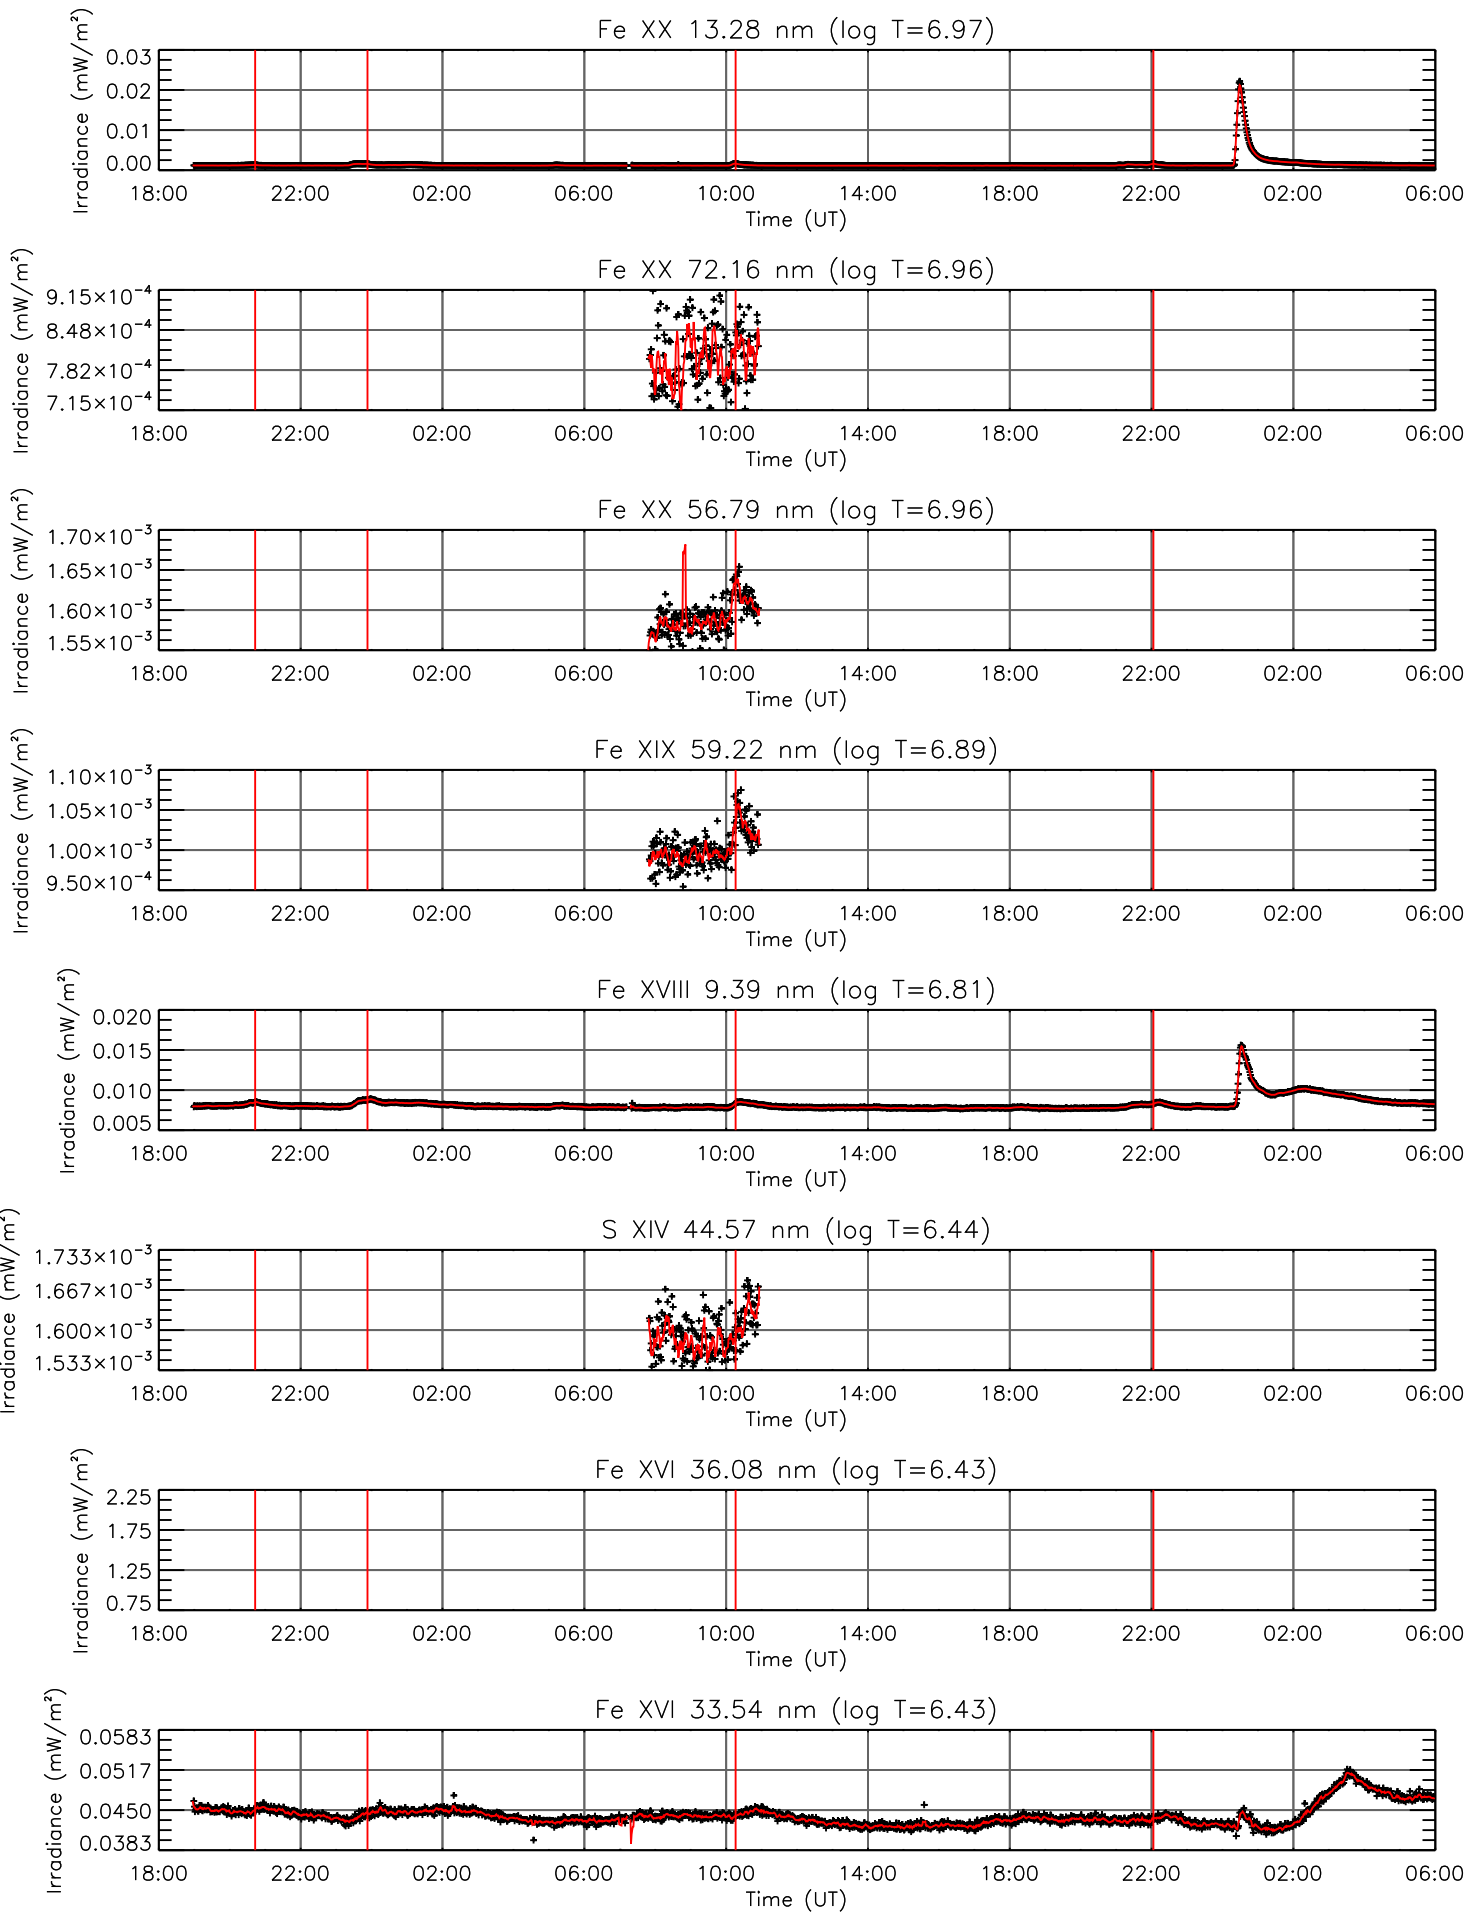 Fe XX 13.28 nm (log T=6.97)
Irradiance (mW/m²)
0.03
0.02
0.01
0.00
18:00 22:00 02:00 06:00 10:00 14:00 18:00 22:00 02:00 06:00
Time (UT)
Fe XX 72.16 nm (log T=6.96)
Irradiance (mW/m²)
9.15×10⁻⁴
8.48×10⁻⁴
7.82×10⁻⁴
7.15×10⁻⁴
18:00 22:00 02:00 06:00 10:00 14:00 18:00 22:00 02:00 06:00
Time (UT)
Fe XX 56.79 nm (log T=6.96)
Irradiance (mW/m²)
1.70×10⁻³
1.65×10⁻³
1.60×10⁻³
1.55×10⁻³
18:00 22:00 02:00 06:00 10:00 14:00 18:00 22:00 02:00 06:00
Time (UT)
Fe XIX 59.22 nm (log T=6.89)
Irradiance (mW/m²)
1.10×10⁻³
1.05×10⁻³
1.00×10⁻³
9.50×10⁻⁴
18:00 22:00 02:00 06:00 10:00 14:00 18:00 22:00 02:00 06:00
Time (UT)
Fe XVIII 9.39 nm (log T=6.81)
Irradiance (mW/m²)
0.020
0.015
0.010
0.005
18:00 22:00 02:00 06:00 10:00 14:00 18:00 22:00 02:00 06:00
Time (UT)
S XIV 44.57 nm (log T=6.44)
Irradiance (mW/m²)
1.733×10⁻³
1.667×10⁻³
1.600×10⁻³
1.533×10⁻³
18:00 22:00 02:00 06:00 10:00 14:00 18:00 22:00 02:00 06:00
Time (UT)
Fe XVI 36.08 nm (log T=6.43)
Irradiance (mW/m²)
2.25
1.75
1.25
0.75
18:00 22:00 02:00 06:00 10:00 14:00 18:00 22:00 02:00 06:00
Time (UT)
Fe XVI 33.54 nm (log T=6.43)
Irradiance (mW/m²)
0.0583
0.0517
0.0450
0.0383
18:00 22:00 02:00 06:00 10:00 14:00 18:00 22:00 02:00 06:00
Time (UT)